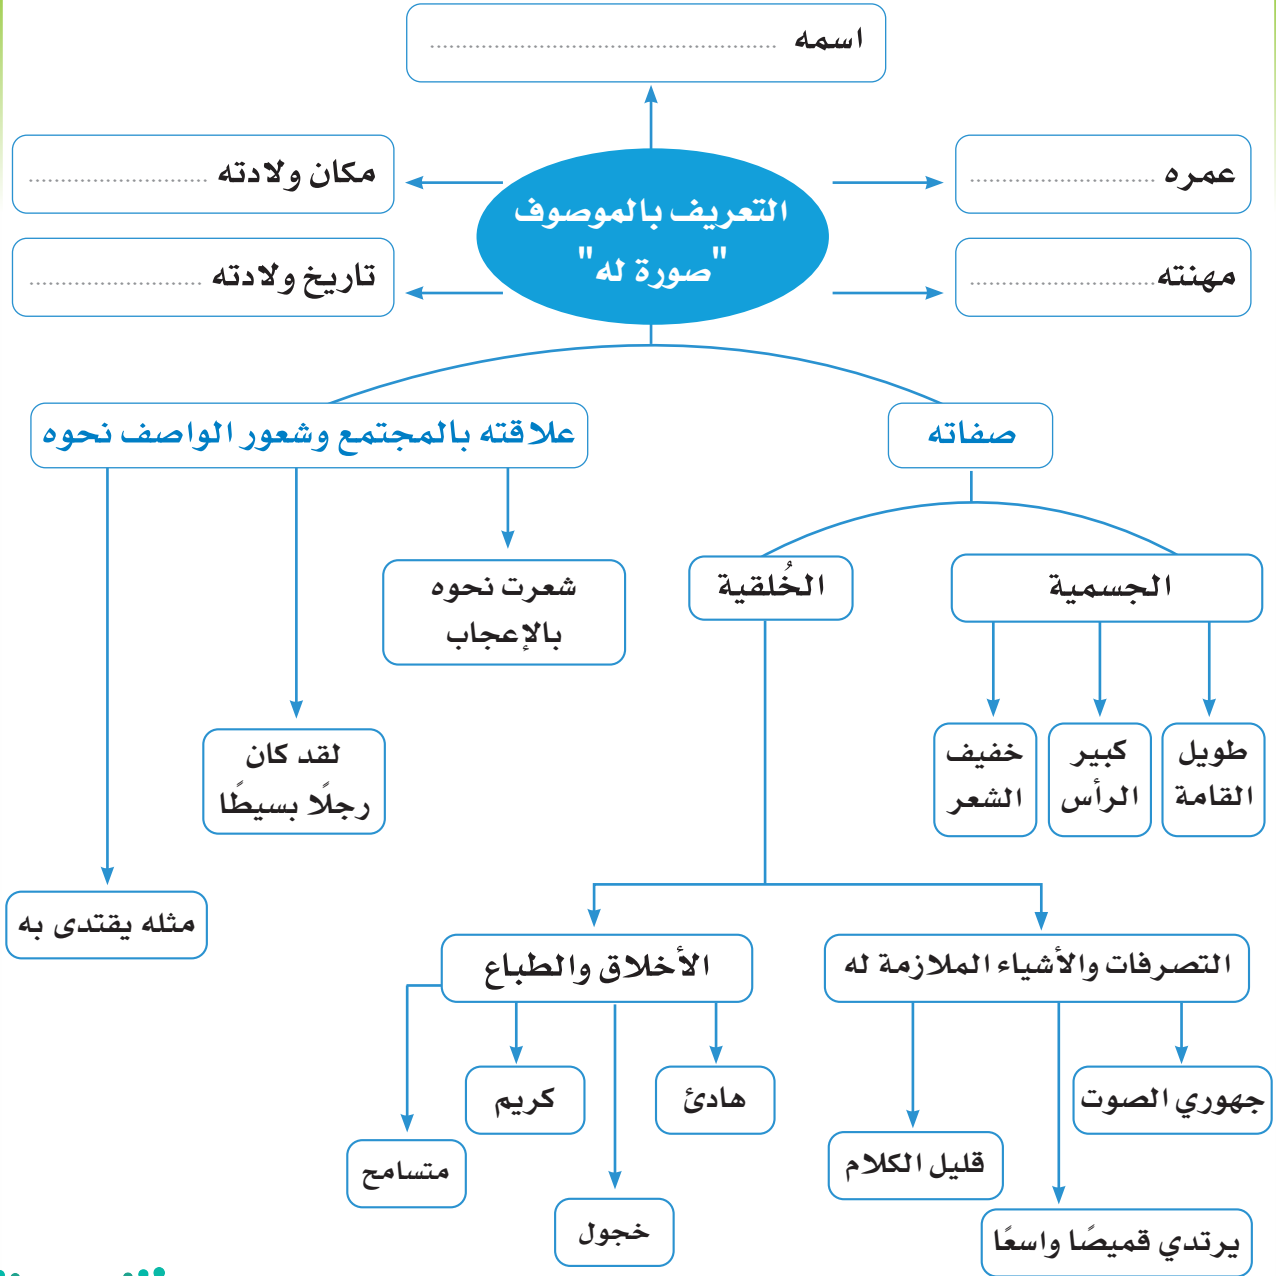 اسمه ................................................
عمره .............................
مكان ولادته ............................
التعريف بالموصوف
"صورة له"
مهنته .............................
تاريخ ولادته ...........................
صفاته
علاقته بالمجتمع وشعور الواصف نحوه
الجسمية
الخُلقية
شعرت نحوه
بالإعجاب
طويل
القامة
كبير
الرأس
خفيف
الشعر
لقد كان
رجلًا بسيطًا
مثله يقتدى به
التصرفات والأشياء الملازمة له
الأخلاق والطباع
جهوري الصوت
يرتدي قميصًا واسعًا
قليل الكلام
هادئ
خجول
كريم
متسامح